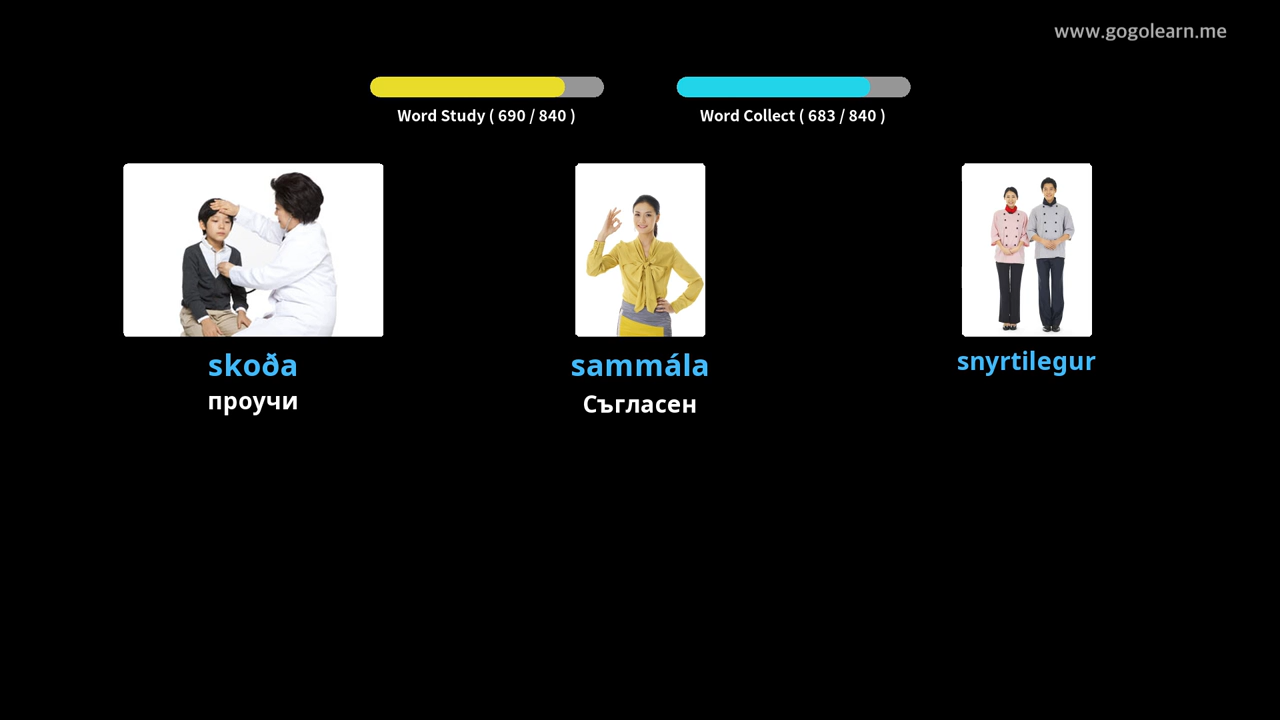 www.gogolearn.me
Word Study ( 690 / 840 )
Word Collect ( 683 / 840 )
skoða
проучи
sammála
Съгласен
snyrtilegur